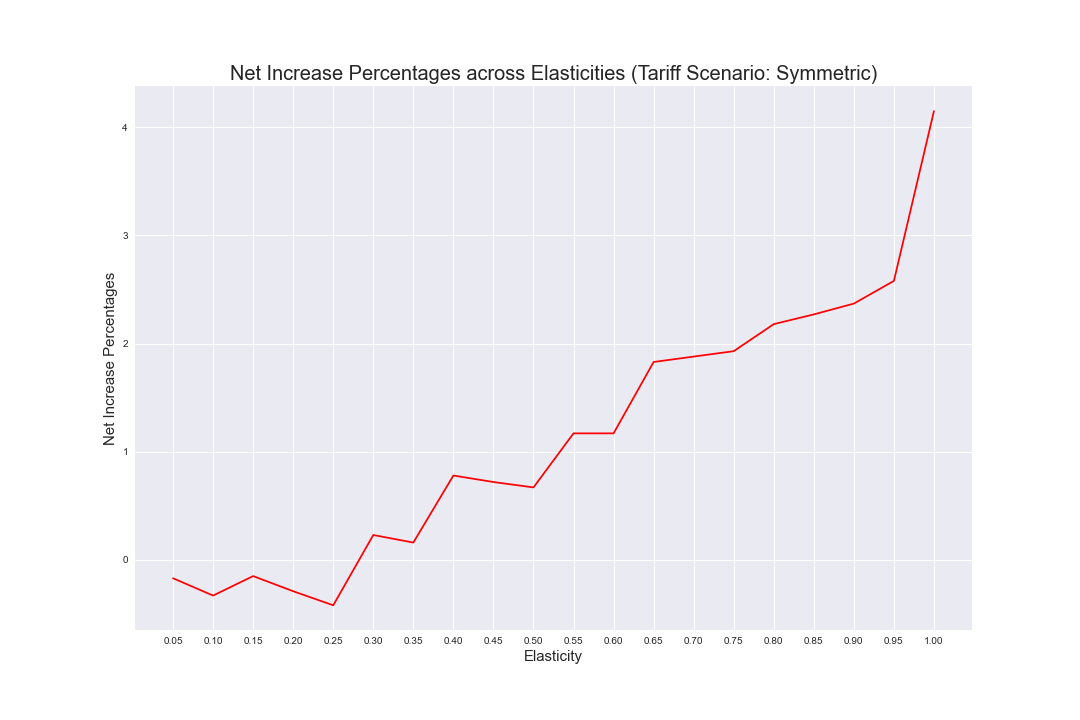 Net Increase Percentages across Elasticities (Tariff Scenario: Symmetric)
Net Increase Percentages
4
3
2
1
0
0.05 0.10 0.15 0.20 0.25 0.30 0.35 0.40 0.45 0.50 0.55 0.60 0.65 0.70 0.75 0.80 0.85 0.90 0.95 1.00
Elasticity